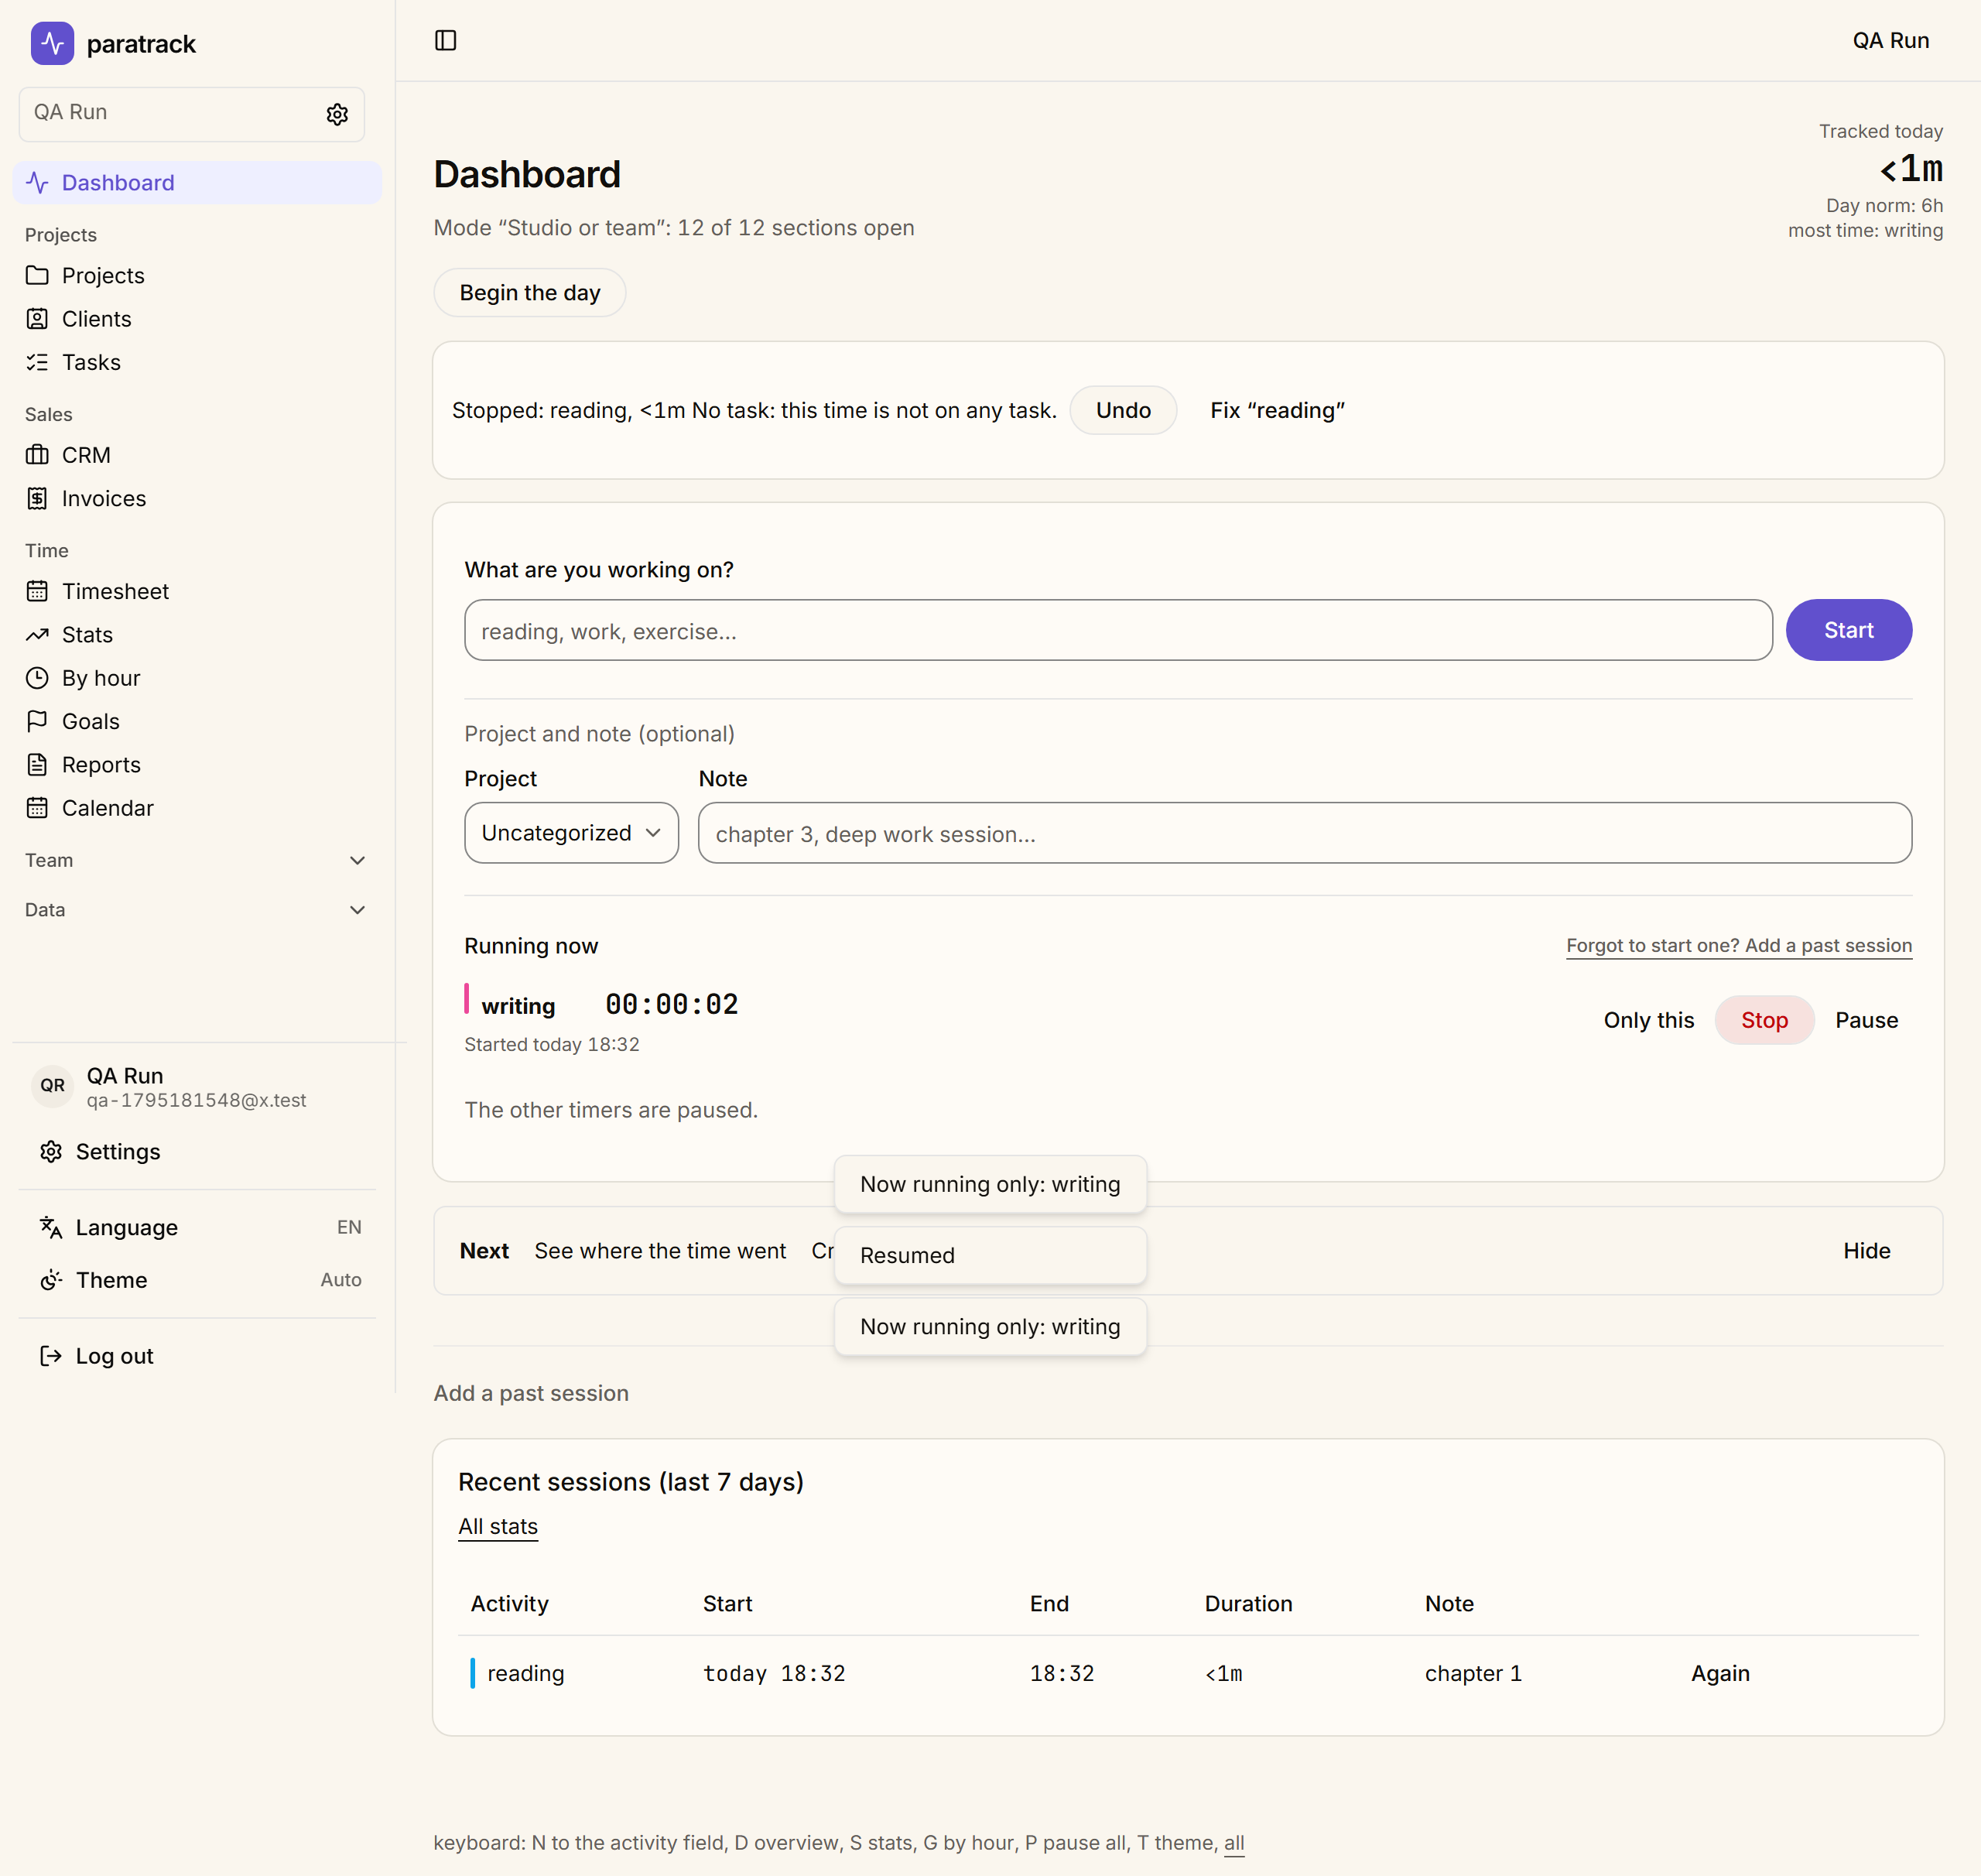 paratrack
QA Run
Dashboard
Projects
Projects
Clients
Tasks
Sales
CRM
Invoices
Time
Timesheet
Stats
By hour
Goals
Reports
Calendar
Team
Data
QR
QA Run
qa-1795181548@x.test
Settings
Language EN
Theme Auto
Log out
QA Run
Dashboard
Mode “Studio or team”: 12 of 12 sections open
Tracked today
<1m
Day norm: 6h
most time: writing
Begin the day
Stopped: reading, <1m No task: this time is not on any task. Undo Fix “reading”
What are you working on?
reading, work, exercise... Start
Project and note (optional)
Project Note
Uncategorized chapter 3, deep work session...
Running now Forgot to start one? Add a past session
writing 00:00:02
Started today 18:32
Only this Stop Pause
The other timers are paused.
Now running only: writing
Next See where the time went Cr Hide
Resumed
Now running only: writing
Add a past session
Recent sessions (last 7 days)
All stats
Activity Start End Duration Note
reading today 18:32 18:32 <1m chapter 1 Again
keyboard: N to the activity field, D overview, S stats, G by hour, P pause all, T theme, all